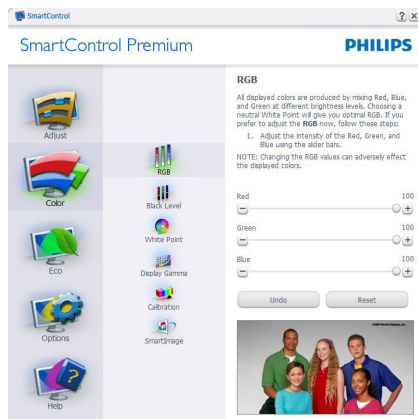 SmartControl
? x
SmartControl Premium
PHILIPS
Adjust
Color
Eco
Options
Help
RGB
Black Level
White Point
Display Gamma
Calibration
SmartImage
RGB
All displayed colors are produced by mixing Red, Blue,
and Green at different brightness levels. Choosing a
neutral White Point will give you optimal RGB. If you
prefer to adjust the RGB now, follow these steps:
1. Adjust the intensity of the Red, Green, and
Blue using the slider bars.
NOTE: Changing the RGB values can adversely effect
the displayed colors.
Red 100
Green 100
Blue 100
Undo Reset